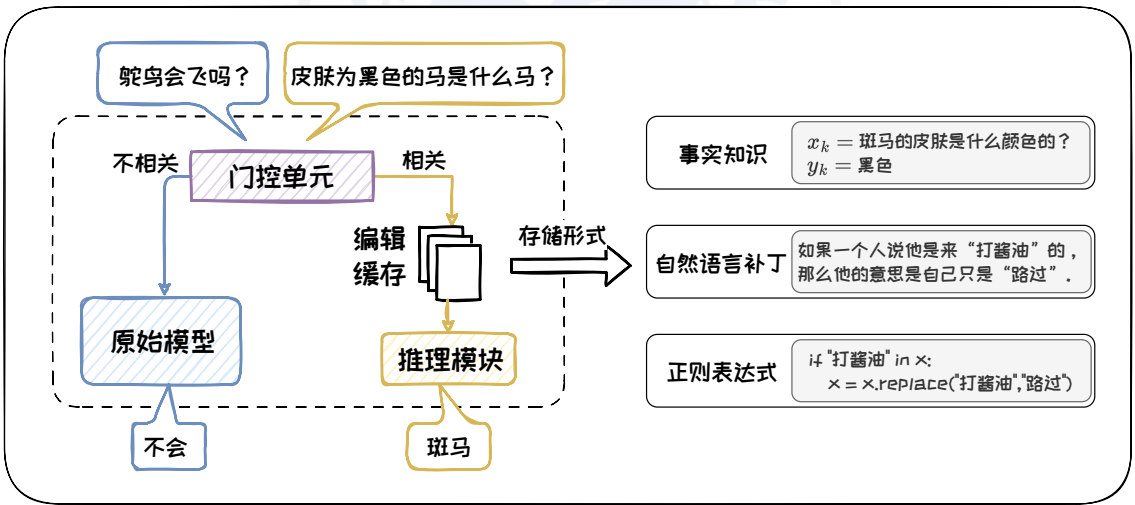 鸵鸟会飞吗？
皮肤为黑色的马是什么马？
不相关
门控单元
相关
编辑
缓存
存储形式
原始模型
推理模块
不会
斑马
事实知识
xₖ = 斑马的皮肤是什么颜色的？
yₖ = 黑色
自然语言补丁
如果一个人说他是来“打酱油”的，
那么他的意思是自己只是“路过”.
正则表达式
if "打酱油" in x:
x = x.replace("打酱油","路过")